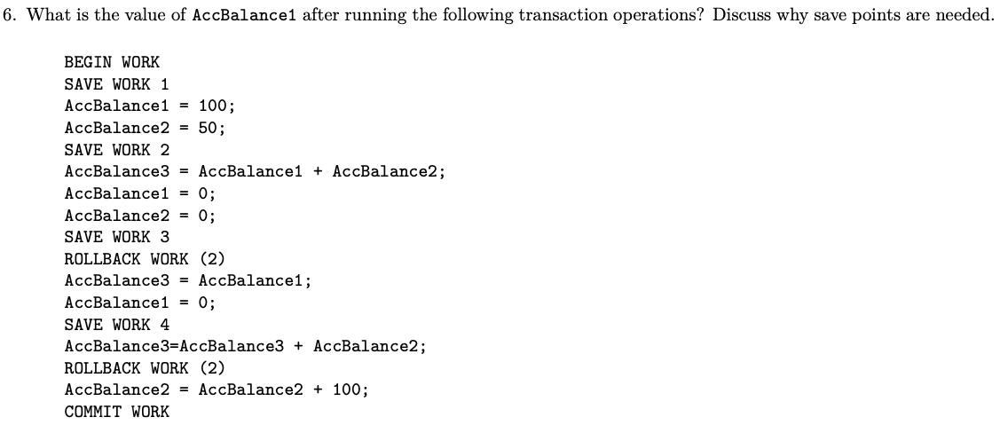 6. What is the value of AccBalance1 after running the following transaction operations? Discuss why save points are needed.
BEGIN WORK
SAVE WORK 1
AccBalance1 = 100;
AccBalance2 = 50;
SAVE WORK 2
AccBalance3 = AccBalance1 + AccBalance2;
AccBalance1 = 0;
AccBalance2 = 0;
SAVE WORK 3
ROLLBACK WORK (2)
AccBalance3 = AccBalance1;
AccBalance1 = 0;
SAVE WORK 4
AccBalance3=AccBalance3 + AccBalance2;
ROLLBACK WORK (2)
AccBalance2 = AccBalance2 + 100;
COMMIT WORK